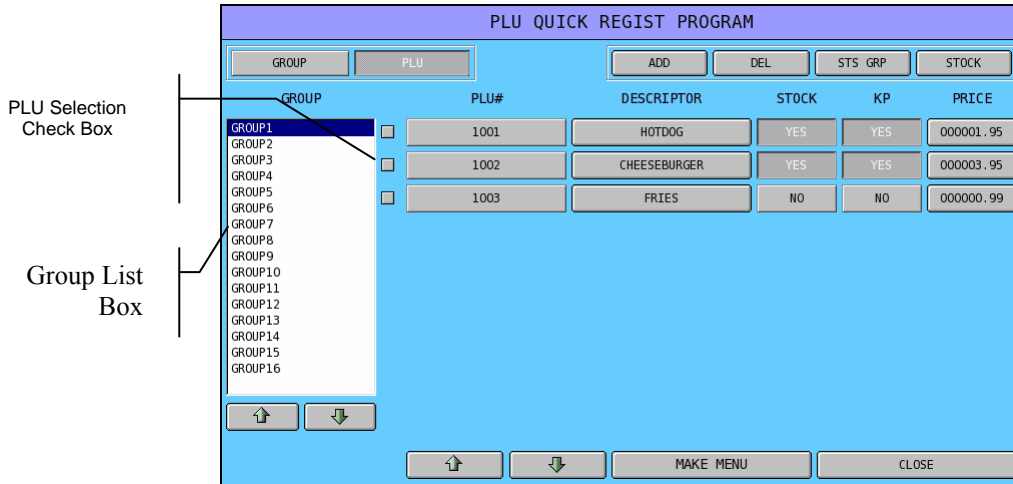 PLU QUICK REGIST PROGRAM
GROUP PLU ADD DEL STS GRP STOCK
PLU Selection
Check Box
GROUP PLU# DESCRIPTOR STOCK KP PRICE
GROUP1
GROUP2
GROUP3
GROUP4
GROUP5
GROUP6
GROUP7
GROUP8
GROUP9
GROUP10
GROUP11
GROUP12
GROUP13
GROUP14
GROUP15
GROUP16
1001 HOTDOG YES YES 000001.95
1002 CHEESEBURGER YES YES 000003.95
1003 FRIES NO NO 000000.99
Group List
Box
MAKE MENU CLOSE